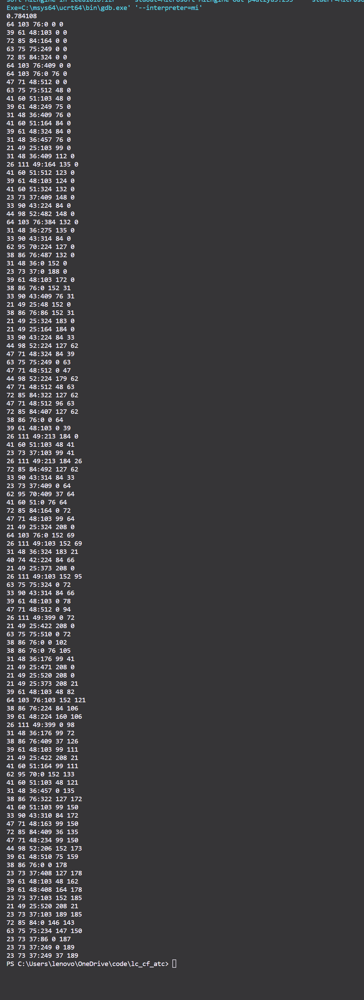 Exe=C:\msys64\ucrt64\bin\gdb.exe' '--interpreter=mi'
0.784108
64 103 76:0 0 0
39 61 48:103 0 0
72 85 84:164 0 0
63 75 75:249 0 0
72 85 84:324 0 0
64 103 76:409 0 0
64 103 76:0 76 0
47 71 48:512 0 0
63 75 75:512 48 0
41 60 51:103 48 0
39 61 48:249 75 0
31 48 36:409 76 0
41 60 51:164 84 0
39 61 48:324 84 0
31 48 36:457 76 0
21 49 25:103 99 0
31 48 36:409 112 0
26 111 49:164 135 0
41 60 51:512 123 0
39 61 48:103 124 0
41 60 51:324 132 0
23 73 37:409 148 0
33 90 43:224 84 0
44 98 52:482 148 0
64 103 76:384 132 0
31 48 36:275 135 0
33 90 43:314 84 0
62 95 70:224 127 0
38 86 76:487 132 0
31 48 36:0 152 0
23 73 37:0 188 0
39 61 48:103 172 0
38 86 76:0 152 31
33 90 43:409 76 31
21 49 25:48 152 0
38 86 76:86 152 31
21 49 25:324 183 0
21 49 25:164 184 0
33 90 43:224 84 33
44 98 52:224 127 62
47 71 48:324 84 39
63 75 75:249 0 63
47 71 48:512 0 47
44 98 52:224 179 62
47 71 48:512 48 63
72 85 84:322 127 62
47 71 48:512 96 63
72 85 84:407 127 62
38 86 76:0 0 64
39 61 48:103 0 39
26 111 49:213 184 0
41 60 51:103 48 41
23 73 37:103 99 41
26 111 49:213 184 26
72 85 84:492 127 62
33 90 43:314 84 33
23 73 37:409 0 64
62 95 70:409 37 64
41 60 51:0 76 64
72 85 84:164 0 72
47 71 48:103 99 64
21 49 25:324 208 0
64 103 76:0 152 69
26 111 49:103 152 69
31 48 36:324 183 21
40 74 42:224 84 66
21 49 25:373 208 0
26 111 49:103 152 95
63 75 75:324 0 72
33 90 43:314 84 66
39 61 48:103 0 78
47 71 48:512 0 94
26 111 49:399 0 72
21 49 25:422 208 0
63 75 75:510 0 72
38 86 76:0 0 102
38 86 76:0 76 105
31 48 36:176 99 41
21 49 25:471 208 0
21 49 25:520 208 0
21 49 25:373 208 21
39 61 48:103 48 82
64 103 76:103 152 121
38 86 76:224 84 106
39 61 48:224 160 106
26 111 49:399 0 98
31 48 36:176 99 72
38 86 76:409 37 126
39 61 48:103 99 111
21 49 25:422 208 21
41 60 51:164 99 111
62 95 70:0 152 133
41 60 51:103 48 121
31 48 36:457 0 135
38 86 76:322 127 172
41 60 51:103 99 150
33 90 43:310 84 172
47 71 48:163 99 150
72 85 84:409 36 135
47 71 48:234 99 150
44 98 52:206 152 173
39 61 48:510 75 159
38 86 76:0 0 178
23 73 37:408 127 178
39 61 48:103 48 162
39 61 48:408 164 178
23 73 37:103 152 185
21 49 25:520 208 21
23 73 37:103 189 185
72 85 84:0 146 143
63 75 75:234 147 150
23 73 37:86 0 187
23 73 37:249 0 189
23 73 37:249 37 189
PS C:\Users\lenovo\OneDrive\code\lc_cf_atc>